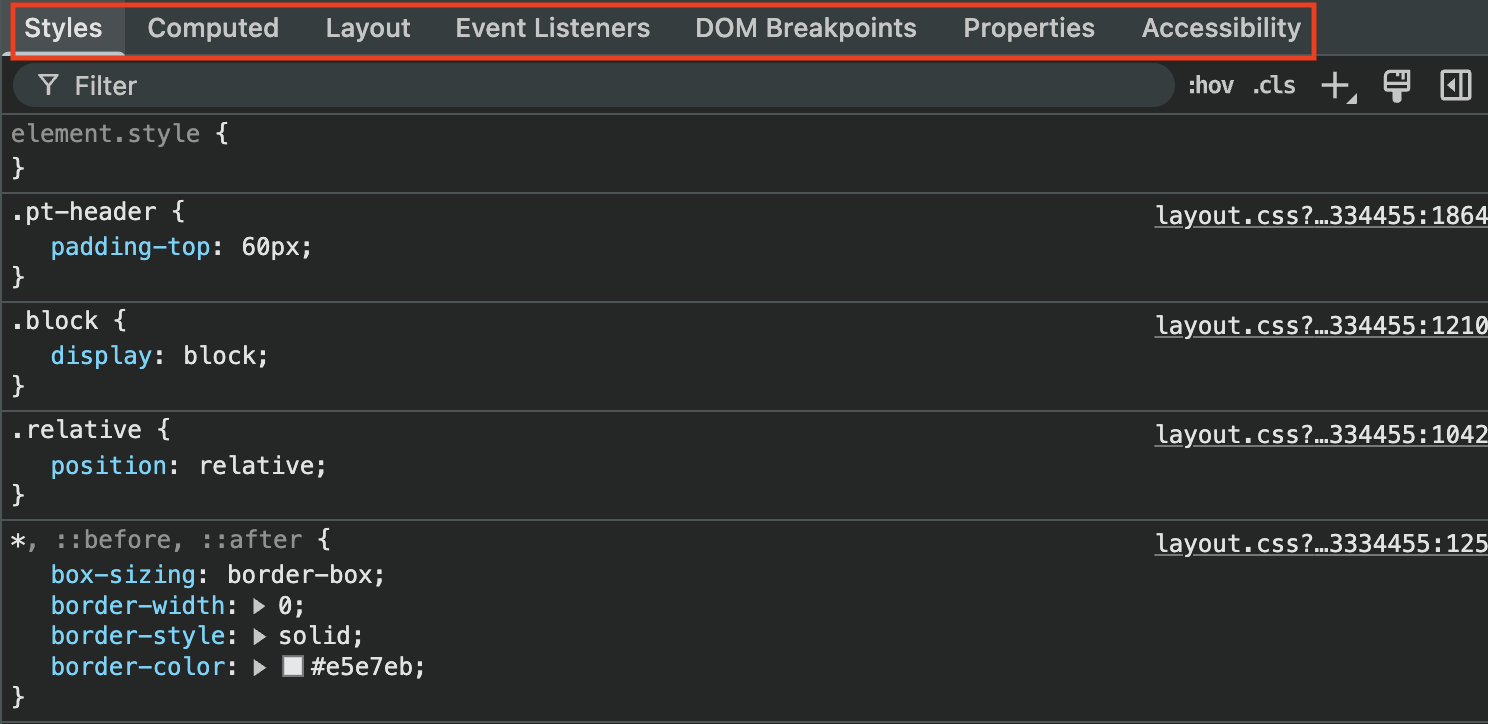 Styles Computed Layout Event Listeners DOM Breakpoints Properties Accessibility
Filter :hov .cls
element.style {
}
.pt-header { layout.css?…334455:1864
padding-top: 60px;
}
.block { layout.css?…334455:1210
display: block;
}
.relative { layout.css?…334455:1042
position: relative;
}
*, ::before, ::after { layout.css?…3334455:125
box-sizing: border-box;
border-width: 0;
border-style: solid;
border-color: #e5e7eb;
}